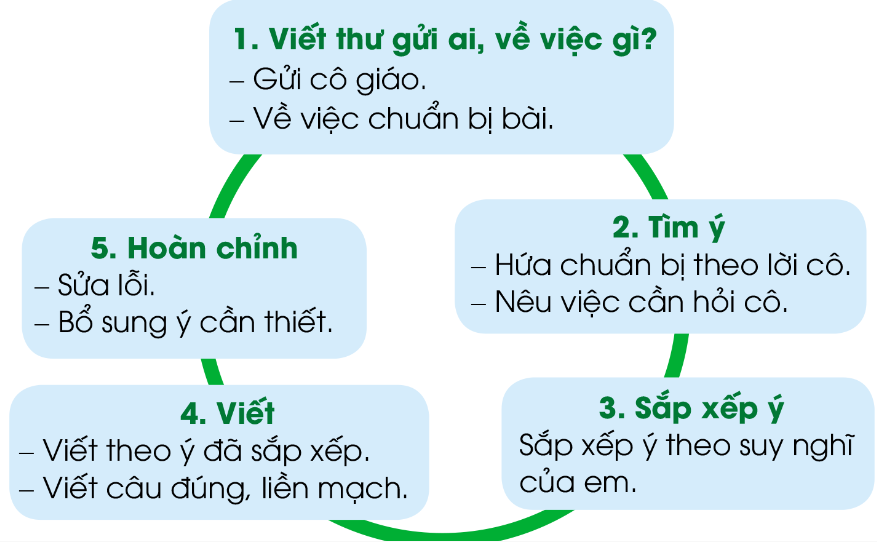 1. Viết thư gửi ai, về việc gì?
– Gửi cô giáo.
– Về việc chuẩn bị bài.
2. Tìm ý
– Hứa chuẩn bị theo lời cô.
– Nêu việc cần hỏi cô.
3. Sắp xếp ý
Sắp xếp ý theo suy nghĩ
của em.
4. Viết
– Viết theo ý đã sắp xếp.
– Viết câu đúng, liền mạch.
5. Hoàn chỉnh
– Sửa lỗi.
– Bổ sung ý cần thiết.